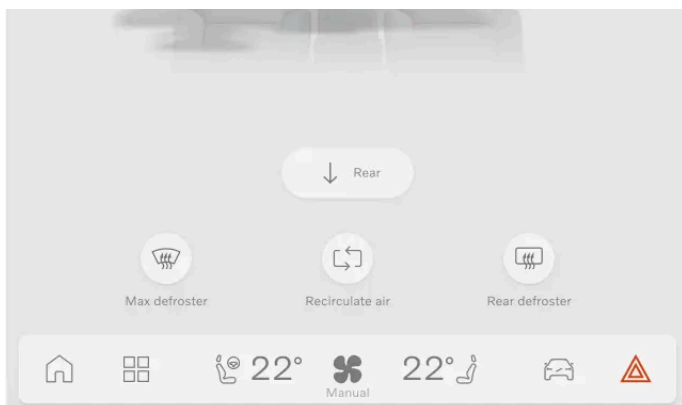 Rear
Max defroster
Recirculate air
Rear defroster
22°
22°
Manual